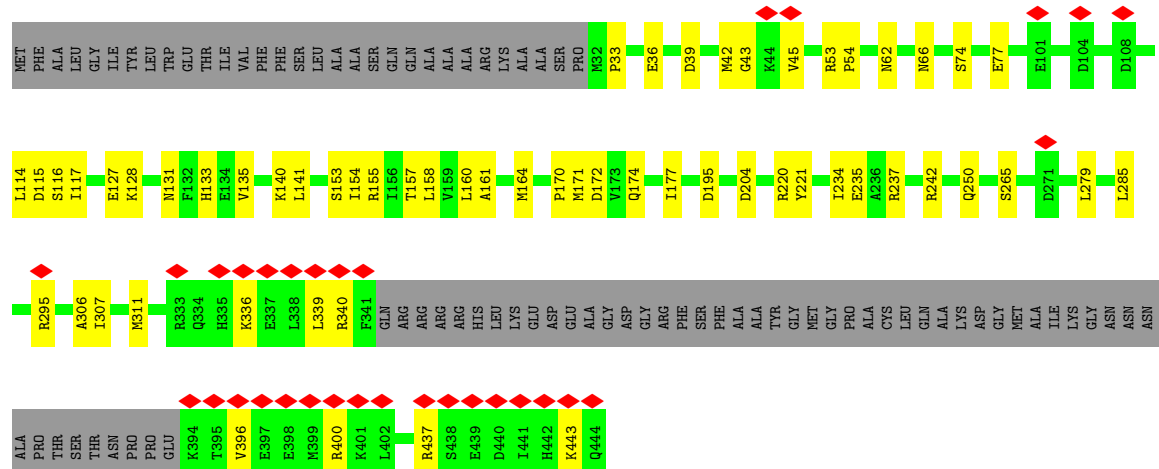 MET PHE ALA LEU GLY ILE TYR LEU TRP GLU THR ILE VAL PHE PHE SER LEU ALA ALA SER GLN GLN ALA ALA ALA ARG LYS ALA ALA SER PRO M32 P33 E36 D39 M42 G43 K44 V45 R53 P54 N62 N66 S74 E77 E101 D104 D108
L114 D115 S116 I117 E127 K128 N131 F132 H133 E134 V135 K140 L141 S153 I154 R155 I156 T157 L158 V159 L160 A161 M164 P170 M171 D172 V173 Q174 I177 D195 D204 R220 Y221 I234 E235 A236 R237 R242 Q250 S265 D271 L279 L285
R295 A306 I307 M311 R333 Q334 H335 K336 E337 L338 L339 R340 F341 GLN ARG ARG ARG ARG HIS LEU LYS GLU ASP GLU ALA GLY ASP GLY ARG PHE SER PHE ALA ALA TYR GLY MET GLY PRO ALA CYS LEU GLN ALA LYS ASP GLY MET ALA ILE LYS GLY ASN ASN ASN
ALA PRO THR SER THR ASN PRO PRO GLU K394 T395 V396 E397 E398 M399 R400 K401 L402 R437 S438 E439 D440 I441 H442 K443 Q444